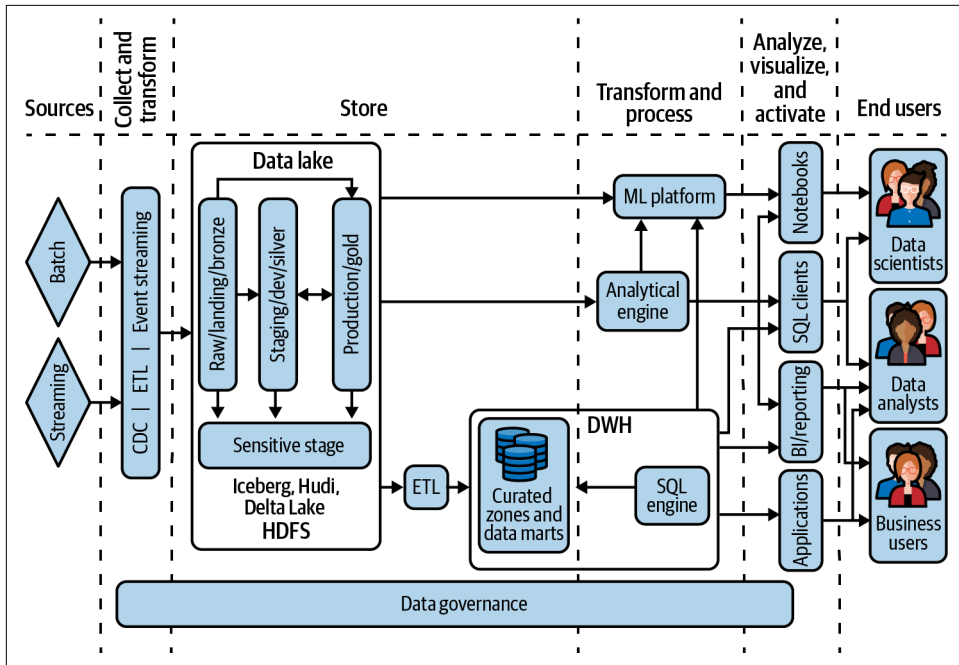 Sources
Collect and
transform
Store
Transform and
process
Analyze,
visualize,
and
activate
End users
Batch
Streaming
CDC | ETL | Event streaming
Data lake
Raw/landing/bronze
Staging/dev/silver
Production/gold
Sensitive stage
Iceberg, Hudi,
Delta Lake
HDFS
ETL
DWH
Curated
zones and
data marts
SQL
engine
ML platform
Analytical
engine
Notebooks
SQL clients
BI/reporting
Applications
Data
scientists
Data
analysts
Business
users
Data governance